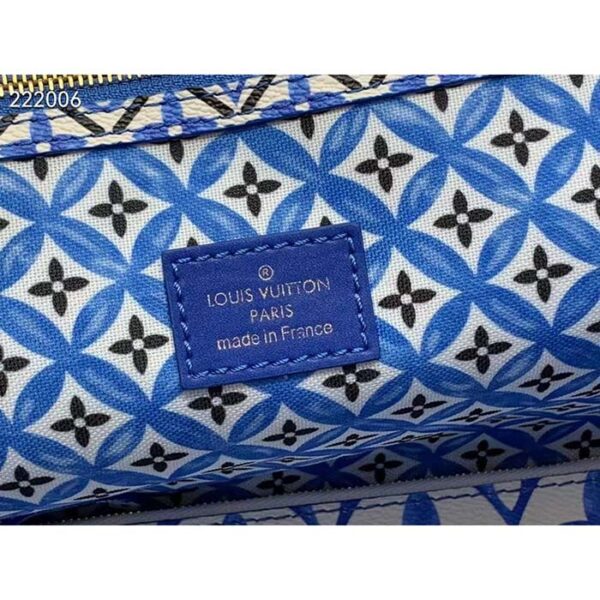 222006
®
LOUIS VUITTON
PARIS
made in France